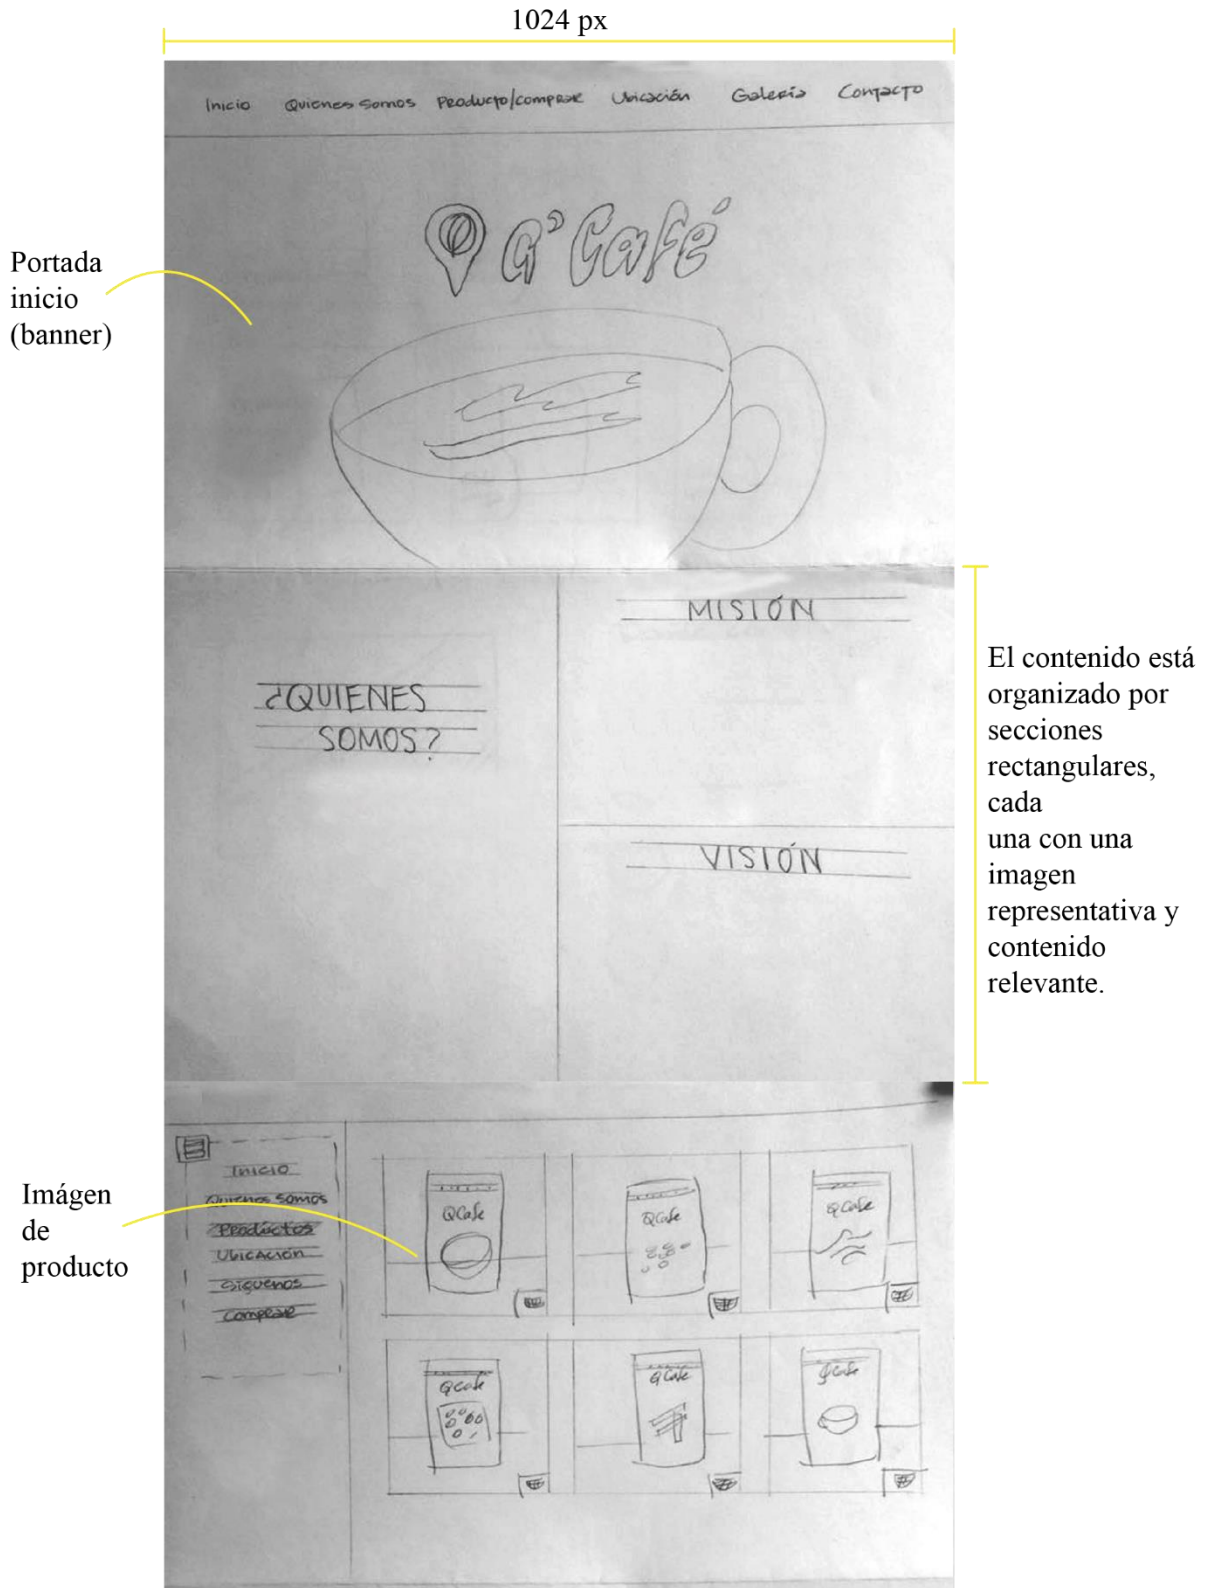 1024 px
Inicio Quienes somos Producto/comprar Ubicación Galería Contacto
Q' Café
Portada
inicio
(banner)
MISIÓN
¿QUIENES
SOMOS?
VISIÓN
El contenido está
organizado por
secciones
rectangulares,
cada
una con una
imagen
representativa y
contenido
relevante.
Inicio
Quienes somos
Productos
Ubicación
Síguenos
Comprar
Imágen
de
producto
QCafe
QCafe
QCafe
QCafe
QCafe
QCafe